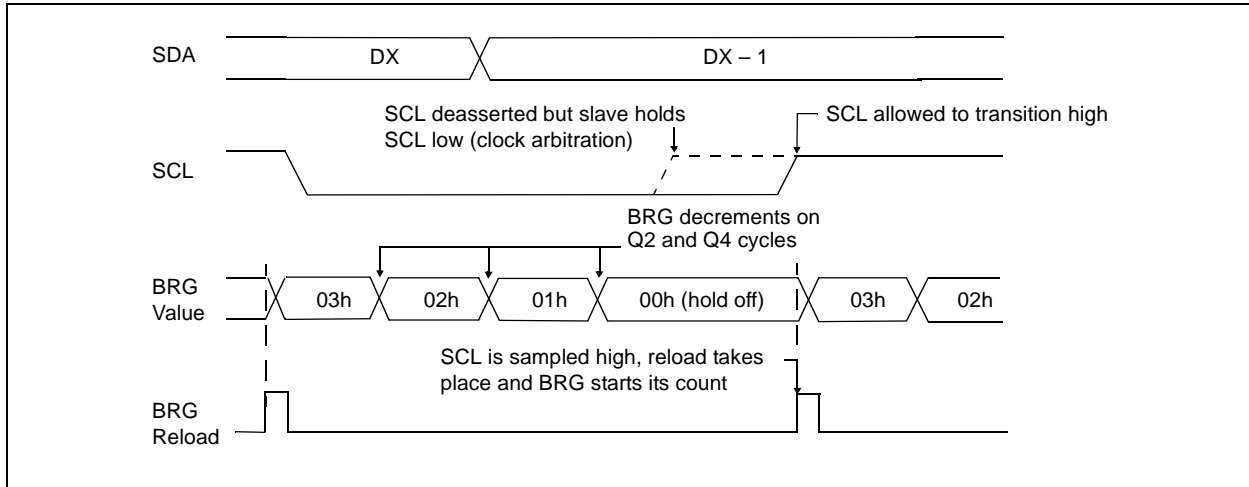 SDA
DX
DX – 1
SCL deasserted but slave holds
SCL low (clock arbitration)
SCL allowed to transition high
SCL
BRG decrements on
Q2 and Q4 cycles
BRG
Value
03h
02h
01h
00h (hold off)
03h
02h
SCL is sampled high, reload takes
place and BRG starts its count
BRG
Reload